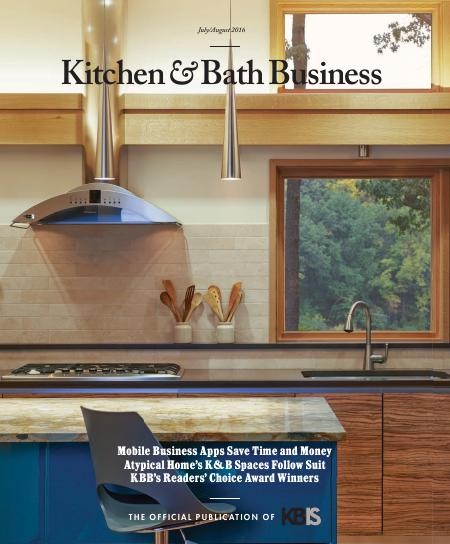 July/August 2016
Kitchen & Bath Business
Mobile Business Apps Save Time and Money
Atypical Home's K&B Spaces Follow Suit
KBB's Readers' Choice Award Winners
THE OFFICIAL PUBLICATION OF KBIS